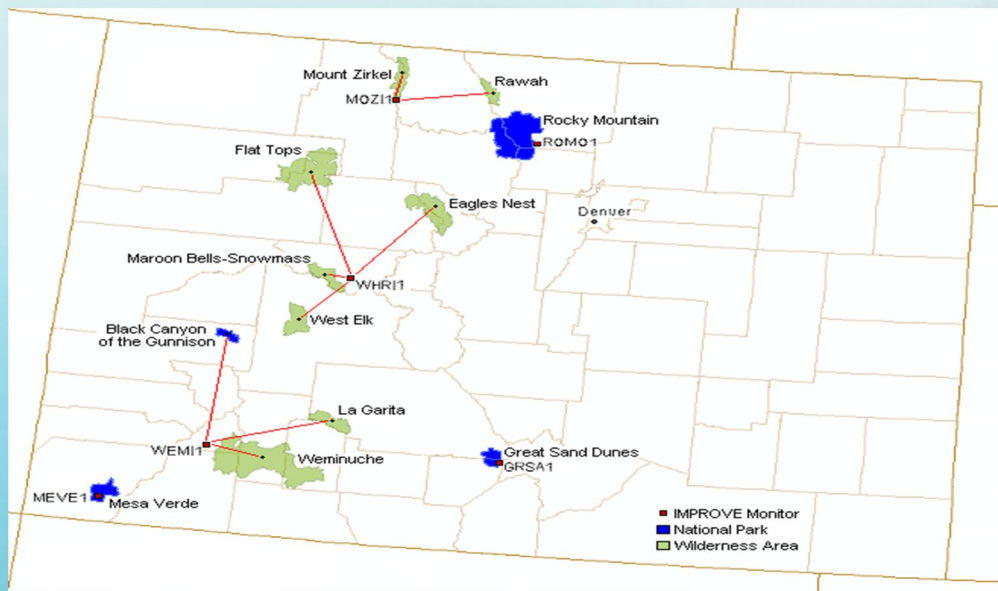 Mount Zirkel
MOZI1
Rawah
Rocky Mountain
ROMO1
Flat Tops
Eagles Nest
Denver
Maroon Bells-Snowmass
WHRI1
West Elk
Black Canyon
of the Gunnison
La Garita
WEMI1
Weminuche
Great Sand Dunes
GRSA1
MEVE1
Mesa Verde
IMPROVE Monitor
National Park
Wilderness Area